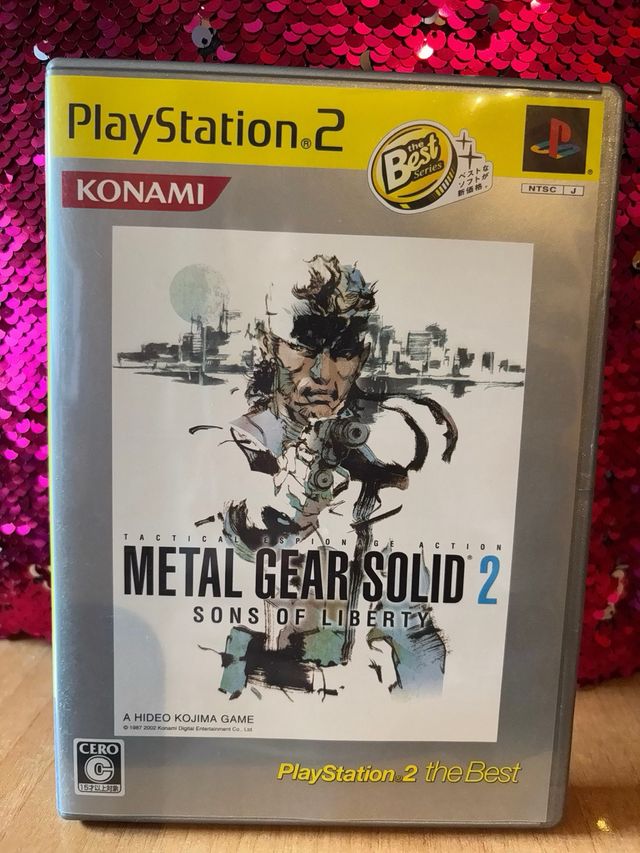 PlayStation®2
the Best Series
ベストな
ソフトが
新価格。
NTSC J
KONAMI
TACTICAL ESPIONAGE ACTION
METAL GEAR SOLID® 2
SONS OF LIBERTY
A HIDEO KOJIMA GAME
© 1987 2002 Konami Digital Entertainment Co., Ltd.
CERO
C
15才以上対象
PlayStation®2 the Best